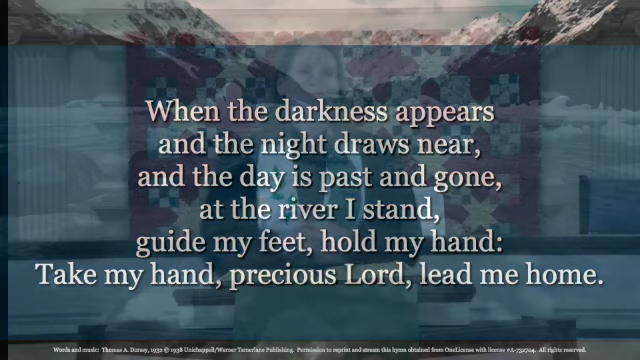 When the darkness appears
and the night draws near,
and the day is past and gone,
at the river I stand,
guide my feet, hold my hand:
Take my hand, precious Lord, lead me home.
Words and music: Thomas A. Dorsey, 1932 © 1938 Unichappell/Warner Tamerlane Publishing. Permission to reprint and stream this hymn obtained from OneLicense with license #A-732704. All rights reserved.